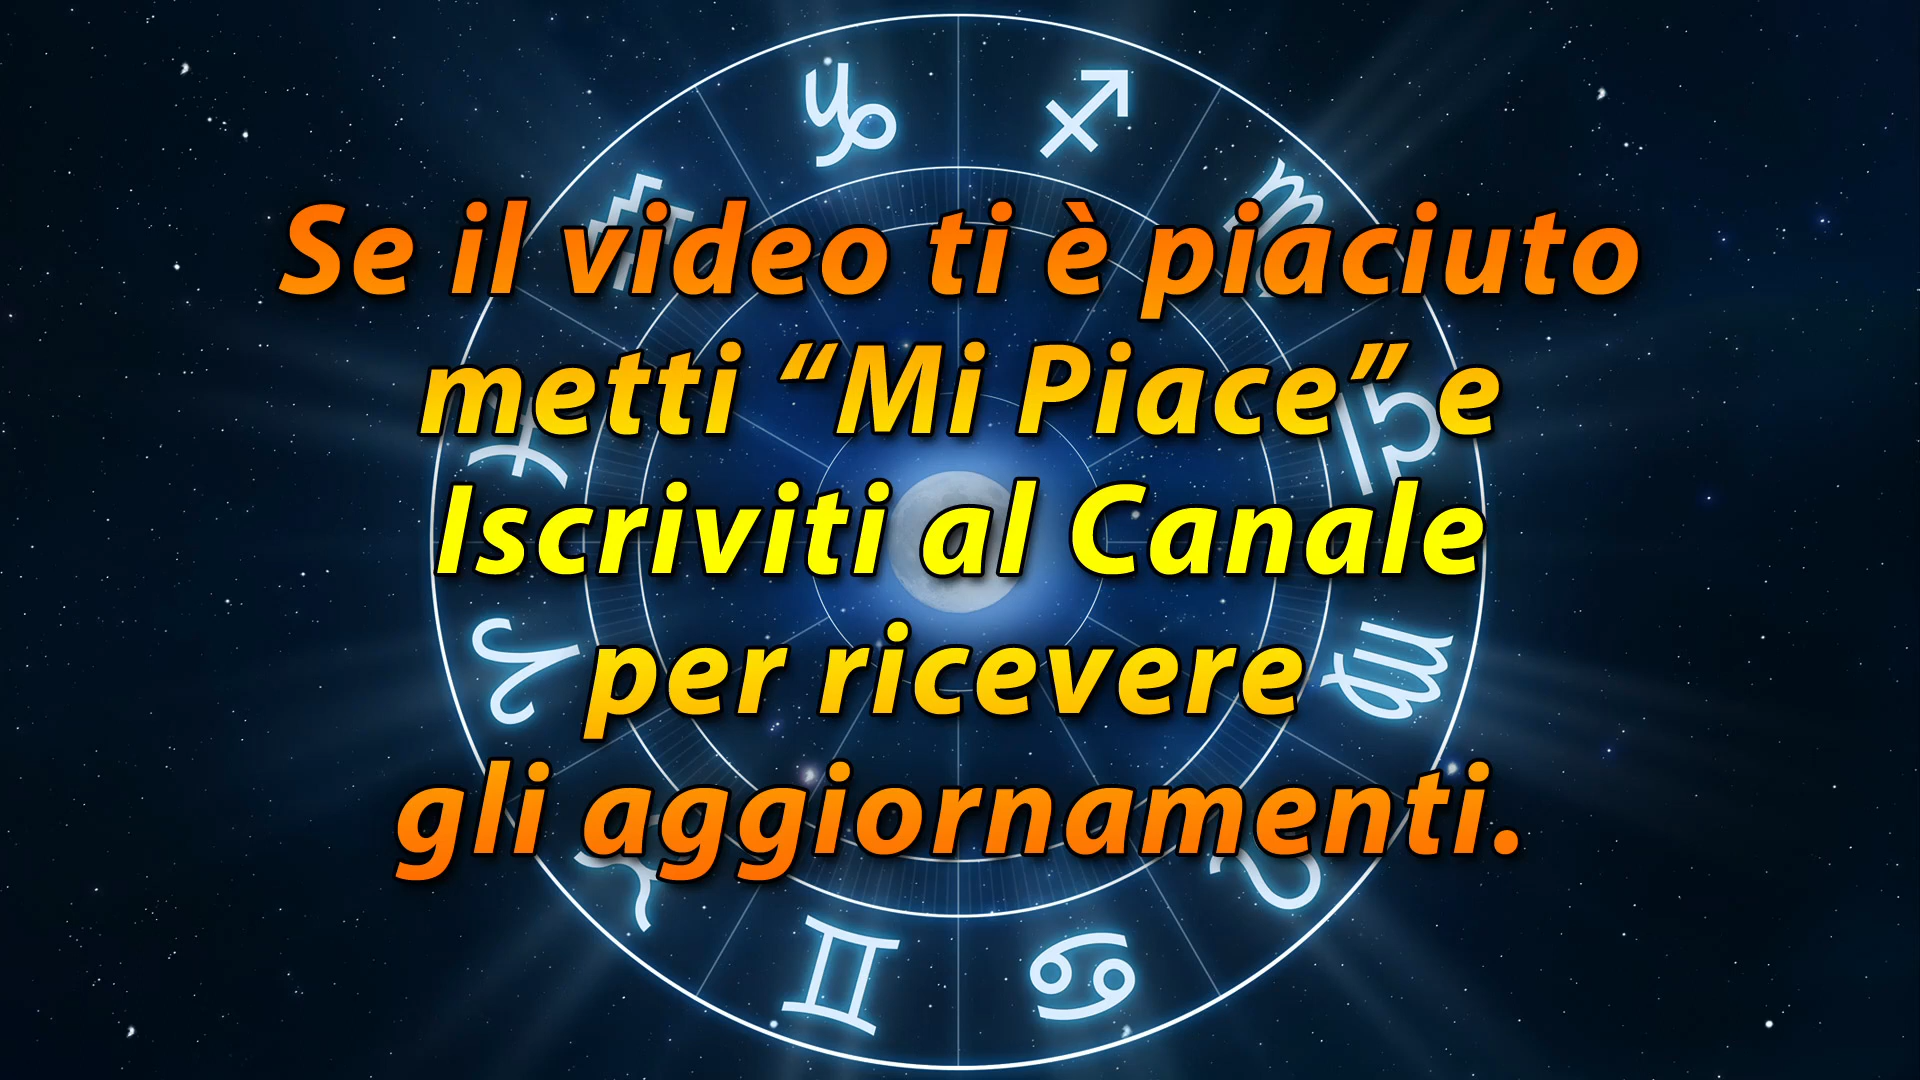 Se il video ti è piaciuto
metti “Mi Piace” e
Iscriviti al Canale
per ricevere
gli aggiornamenti.